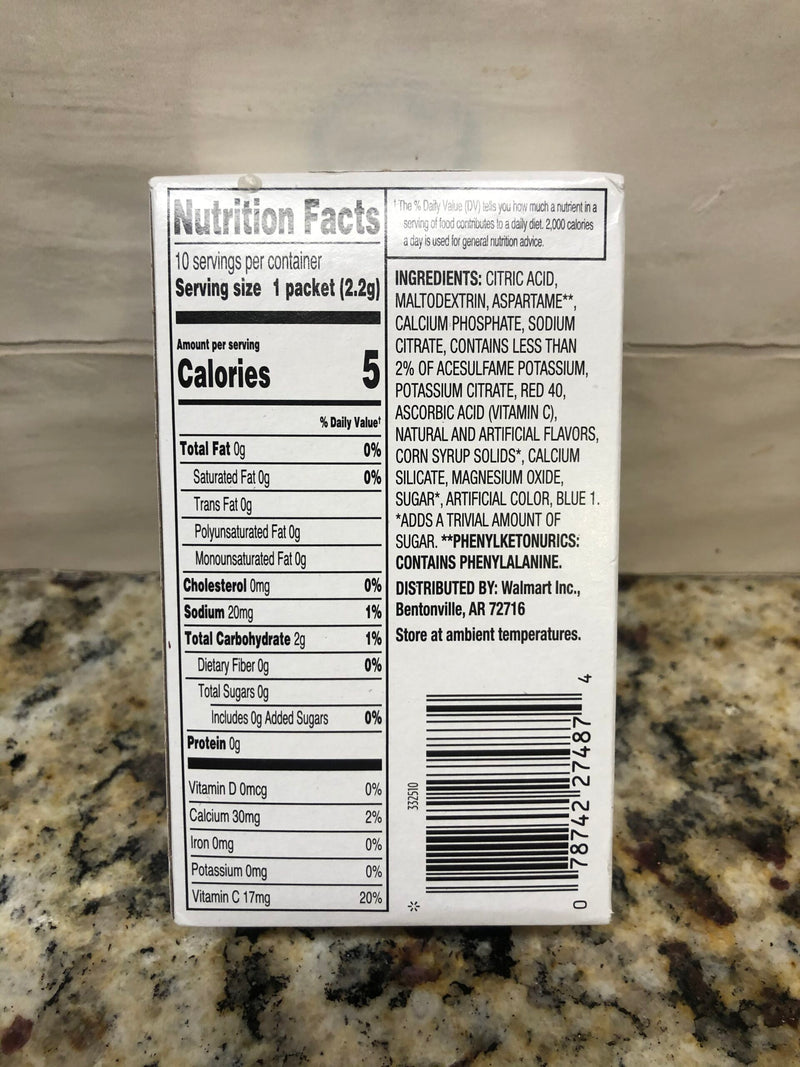 Nutrition Facts
10 servings per container
Serving size 1 packet (2.2g)
Amount per serving
Calories 5
% Daily Value†
Total Fat 0g 0%
Saturated Fat 0g 0%
Trans Fat 0g
Polyunsaturated Fat 0g
Monounsaturated Fat 0g
Cholesterol 0mg 0%
Sodium 20mg 1%
Total Carbohydrate 2g 1%
Dietary Fiber 0g 0%
Total Sugars 0g
Includes 0g Added Sugars 0%
Protein 0g
Vitamin D 0mcg 0%
Calcium 30mg 2%
Iron 0mg 0%
Potassium 0mg 0%
Vitamin C 17mg 20%
† The % Daily Value (DV) tells you how much a nutrient in a
serving of food contributes to a daily diet. 2,000 calories
a day is used for general nutrition advice.
INGREDIENTS: CITRIC ACID,
MALTODEXTRIN, ASPARTAME**,
CALCIUM PHOSPHATE, SODIUM
CITRATE, CONTAINS LESS THAN
2% OF ACESULFAME POTASSIUM,
POTASSIUM CITRATE, RED 40,
ASCORBIC ACID (VITAMIN C),
NATURAL AND ARTIFICIAL FLAVORS,
CORN SYRUP SOLIDS*, CALCIUM
SILICATE, MAGNESIUM OXIDE,
SUGAR*, ARTIFICIAL COLOR, BLUE 1.
*ADDS A TRIVIAL AMOUNT OF
SUGAR. **PHENYLKETONURICS:
CONTAINS PHENYLALANINE.
DISTRIBUTED BY: Walmart Inc.,
Bentonville, AR 72716
Store at ambient temperatures.
332510
0 78742 27487 4